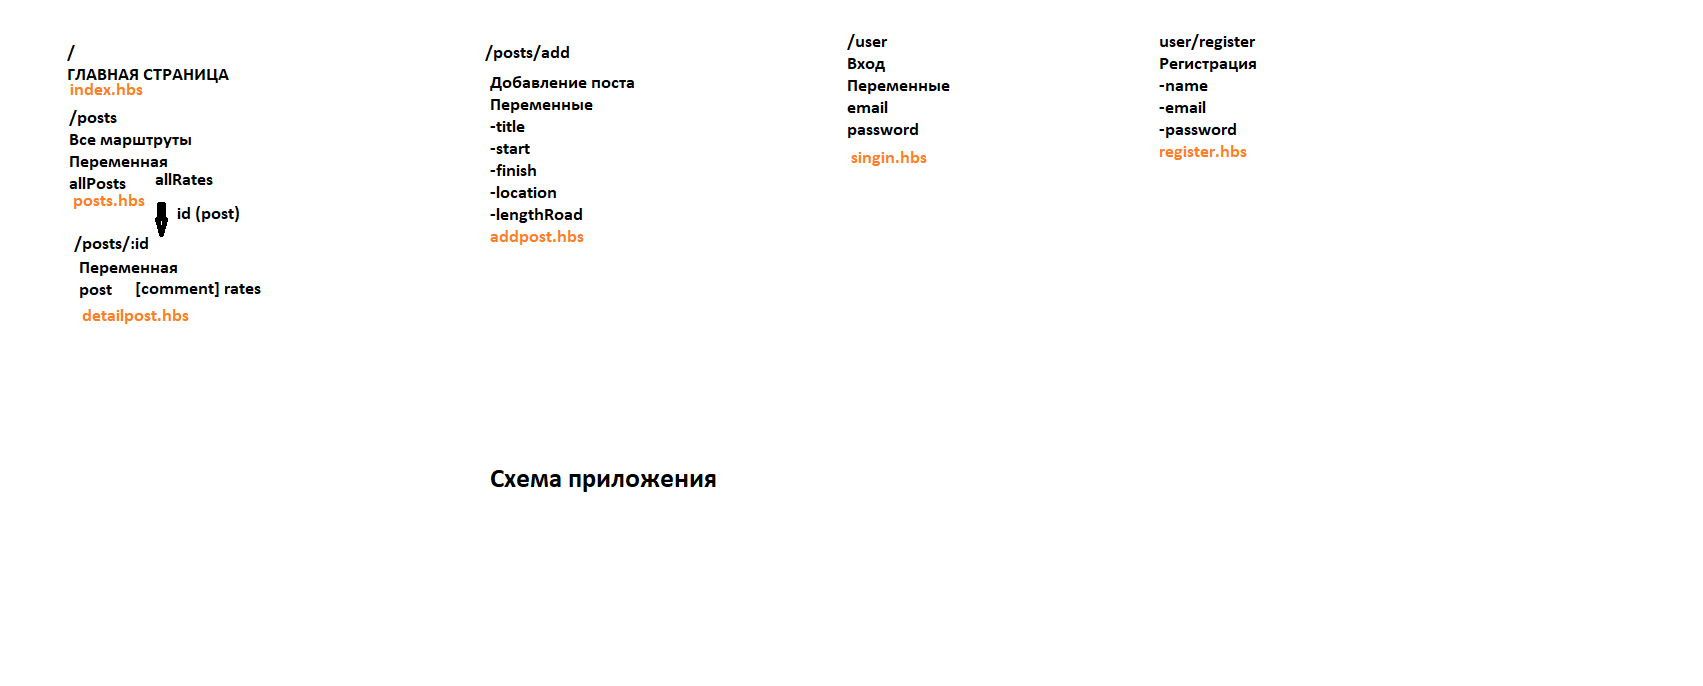 /
ГЛАВНАЯ СТРАНИЦА
index.hbs
/posts
Все марштруты
Переменная
allPosts allRates
posts.hbs
id (post)
/posts/:id
Переменная
post [comment] rates
detailpost.hbs
/posts/add
Добавление поста
Переменные
-title
-start
-finish
-location
-lengthRoad
addpost.hbs
/user
Вход
Переменные
email
password
singin.hbs
user/register
Регистрация
-name
-email
-password
register.hbs
Схема приложения